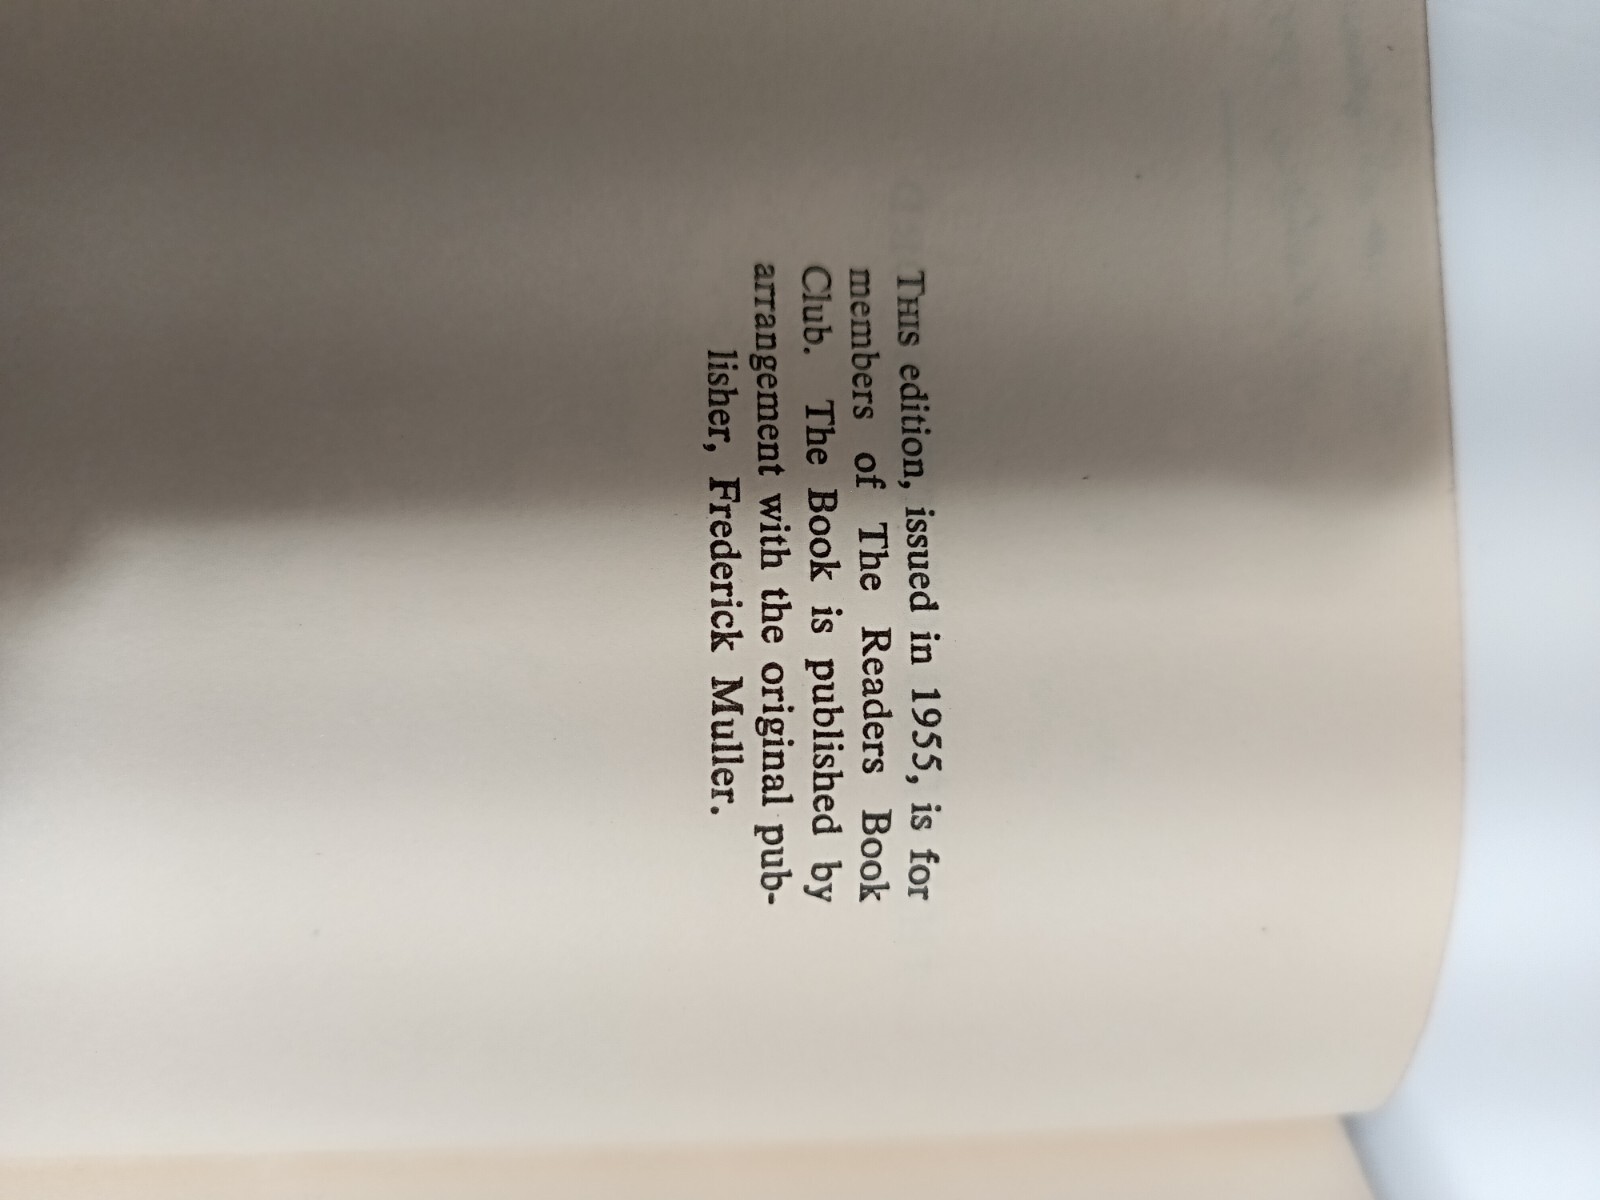 THIS edition, issued in 1955, is for
members of The Readers Book
Club. The Book is published by
arrangement with the original pub-
lisher, Frederick Muller.